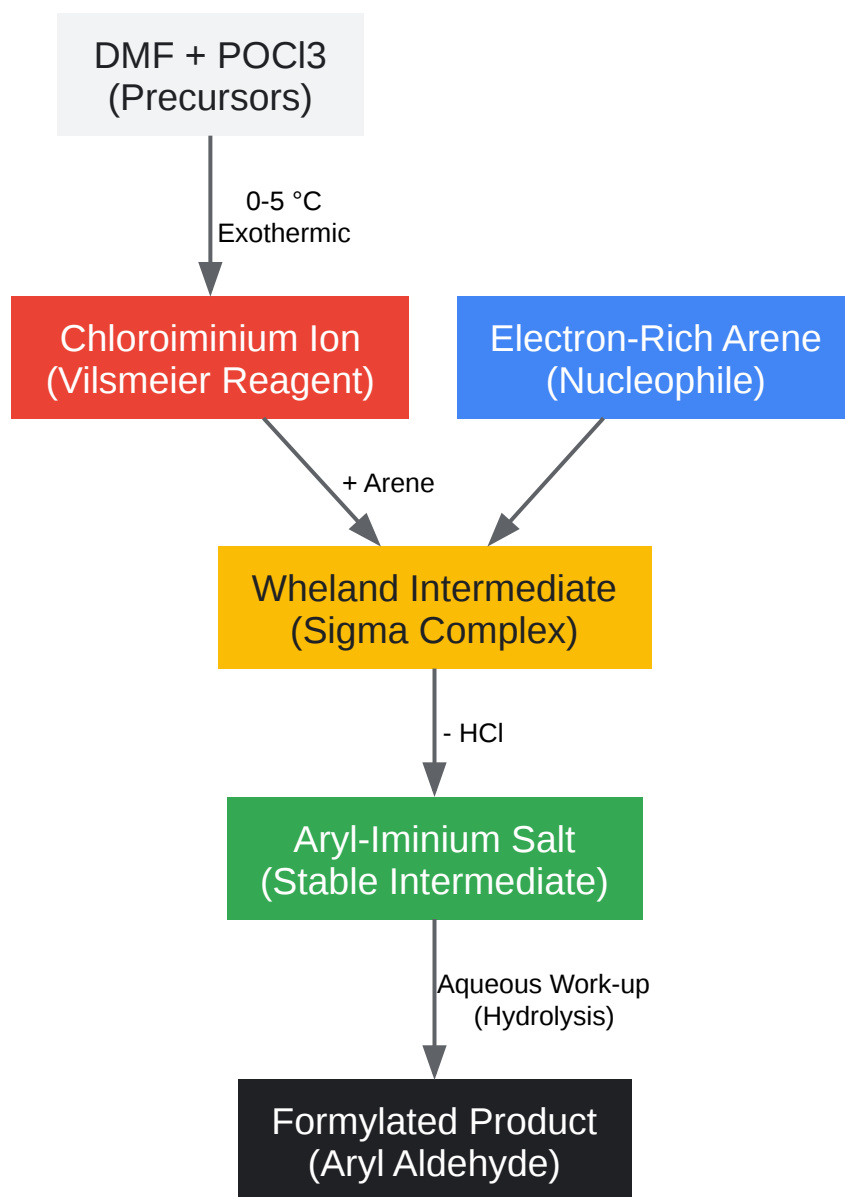 DMF + POCl3
(Precursors)
0-5 °C
Exothermic
Chloroiminium Ion
(Vilsmeier Reagent)
Electron-Rich Arene
(Nucleophile)
+ Arene
Wheland Intermediate
(Sigma Complex)
- HCl
Aryl-Iminium Salt
(Stable Intermediate)
Aqueous Work-up
(Hydrolysis)
Formylated Product
(Aryl Aldehyde)